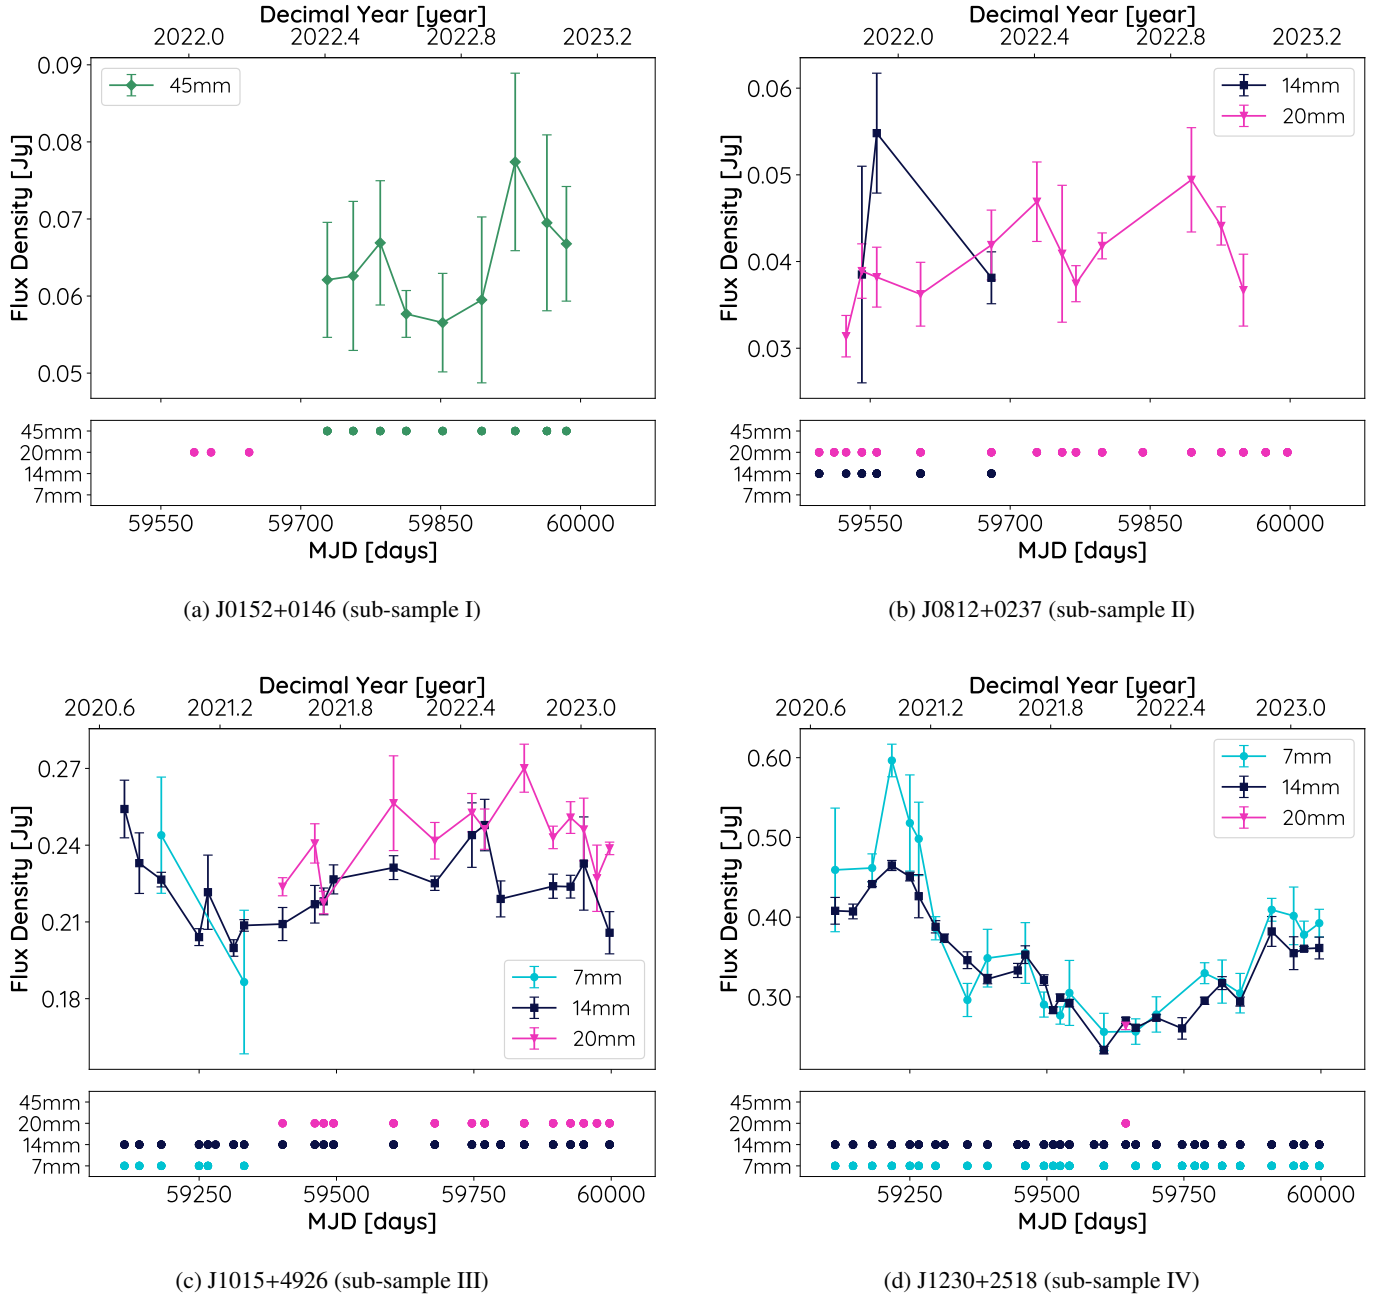 Decimal Year [year]
2022.0 2022.4 2022.8 2023.2
0.09
0.08
0.07
0.06
0.05
Flux Density [Jy]
45mm
45mm
20mm
14mm
7mm
59550 59700 59850 60000
MJD [days]
(a) J0152+0146 (sub-sample I)
Decimal Year [year]
2022.0 2022.4 2022.8 2023.2
0.06
0.05
0.04
0.03
Flux Density [Jy]
14mm
20mm
45mm
20mm
14mm
7mm
59550 59700 59850 60000
MJD [days]
(b) J0812+0237 (sub-sample II)
Decimal Year [year]
2020.6 2021.2 2021.8 2022.4 2023.0
0.27
0.24
0.21
0.18
Flux Density [Jy]
7mm
14mm
20mm
45mm
20mm
14mm
7mm
59250 59500 59750 60000
MJD [days]
(c) J1015+4926 (sub-sample III)
Decimal Year [year]
2020.6 2021.2 2021.8 2022.4 2023.0
0.60
0.50
0.40
0.30
Flux Density [Jy]
7mm
14mm
20mm
45mm
20mm
14mm
7mm
59250 59500 59750 60000
MJD [days]
(d) J1230+2518 (sub-sample IV)